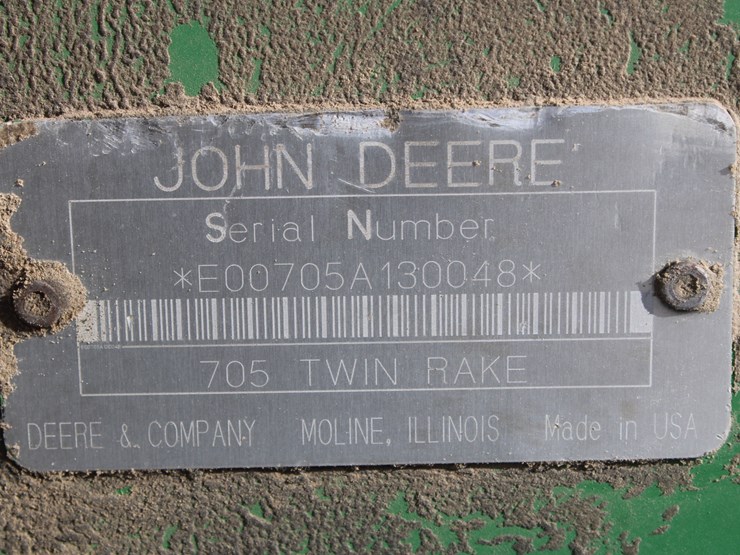 JOHN DEERE
Serial Number
*E00705A130048*
705 TWIN RAKE
DEERE & COMPANY MOLINE, ILLINOIS Made in USA